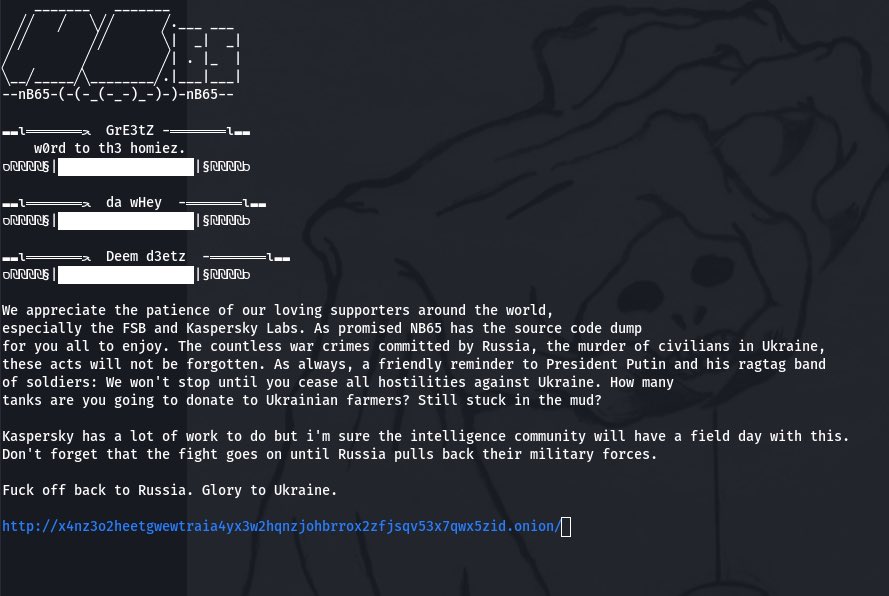 --nB65-(-(-_(-_-)_-)-)-nB65--
GrE3tZ
w0rd to th3 homiez.
da wHey
Deem d3etz
We appreciate the patience of our loving supporters around the world,
especially the FSB and Kaspersky Labs. As promised NB65 has the source code dump
for you all to enjoy. The countless war crimes committed by Russia, the murder of civilians in Ukraine,
these acts will not be forgotten. As always, a friendly reminder to President Putin and his ragtag band
of soldiers: We won't stop until you cease all hostilities against Ukraine. How many
tanks are you going to donate to Ukrainian farmers? Still stuck in the mud?
Kaspersky has a lot of work to do but i'm sure the intelligence community will have a field day with this.
Don't forget that the fight goes on until Russia pulls back their military forces.
Fuck off back to Russia. Glory to Ukraine.
http://x4nz3o2heetgwewtraia4yx3w2hqnzjohbrrox2zfjsqv53x7qwx5zid.onion/